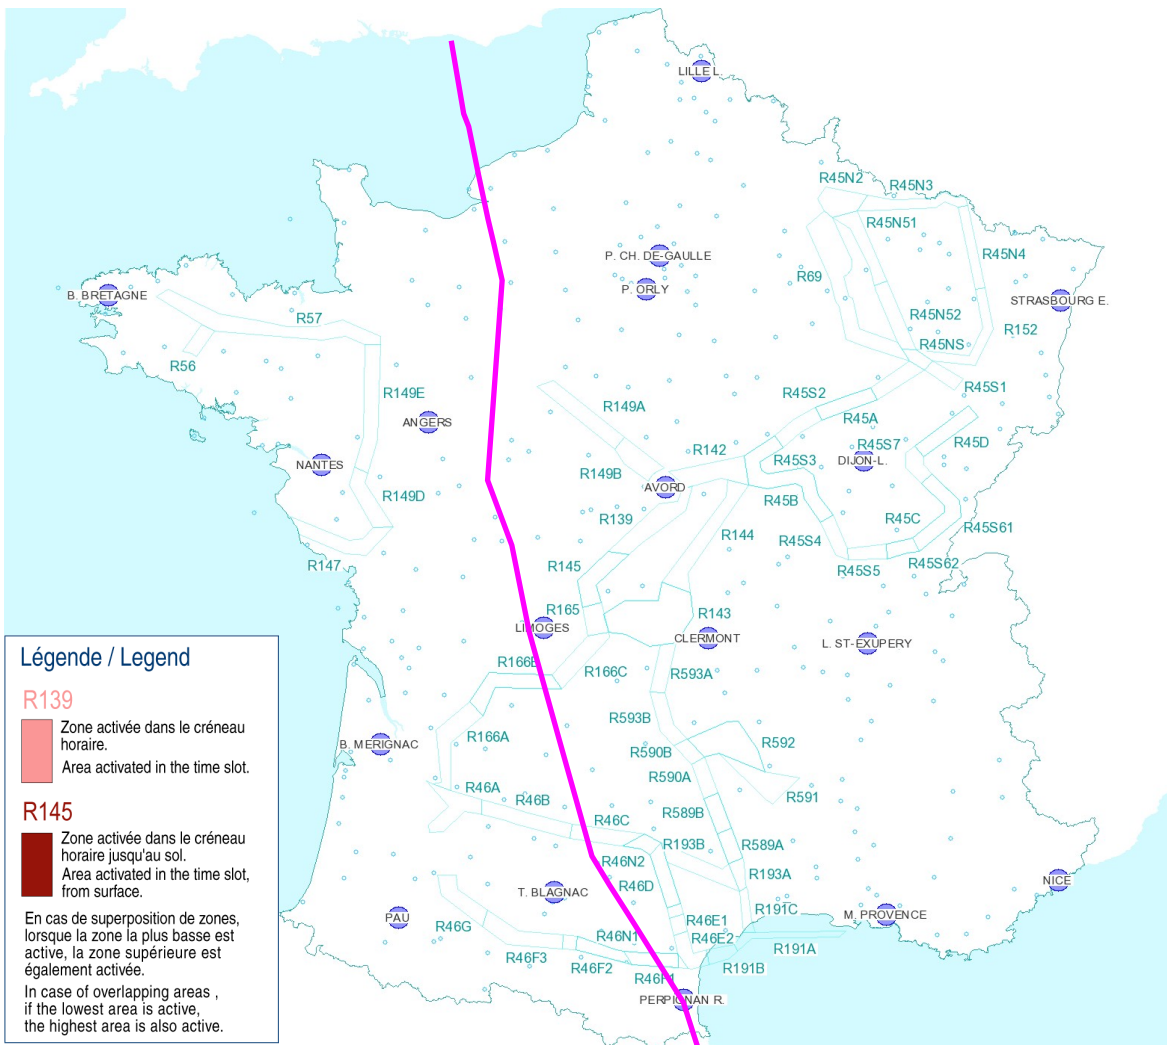 LILLE L.
R45N2
R45N3
R45N51
P. CH. DE-GAULLE
R45N4
R69
P. ORLY
B. BRETAGNE
STRASBOURG E.
R57
R45N52
R152
R45NS
R56
R45S1
R149E
R45S2
R149A
ANGERS
R45A
R45S7
R45D
R142
NANTES
R149B
R45S3
DIJON-L.
AVORD
R149D
R45B
R139
R45C
R45S61
R144
R45S4
R147
R145
R45S5
R45S62
R165
R143
LIMOGES
CLERMONT
L. ST-EXUPERY
R166B
R166C
R593A
R593B
B. MERIGNAC
R166A
R590B
R592
R590A
R46A
R46B
R591
R46C
R589B
R193B
R589A
R46N2
R193A
NICE
T. BLAGNAC
R46D
R191C
PAU
M. PROVENCE
R46G
R46E1
R46N1
R46E2
R191A
R46F3
R46F2
R191B
R46F1
PERPIGNAN R.
Légende / Legend
R139
Zone activée dans le créneau
horaire.
Area activated in the time slot.
R145
Zone activée dans le créneau
horaire jusqu'au sol.
Area activated in the time slot,
from surface.
En cas de superposition de zones,
lorsque la zone la plus basse est
active, la zone supérieure est
également activée.
In case of overlapping areas ,
if the lowest area is active,
the highest area is also active.